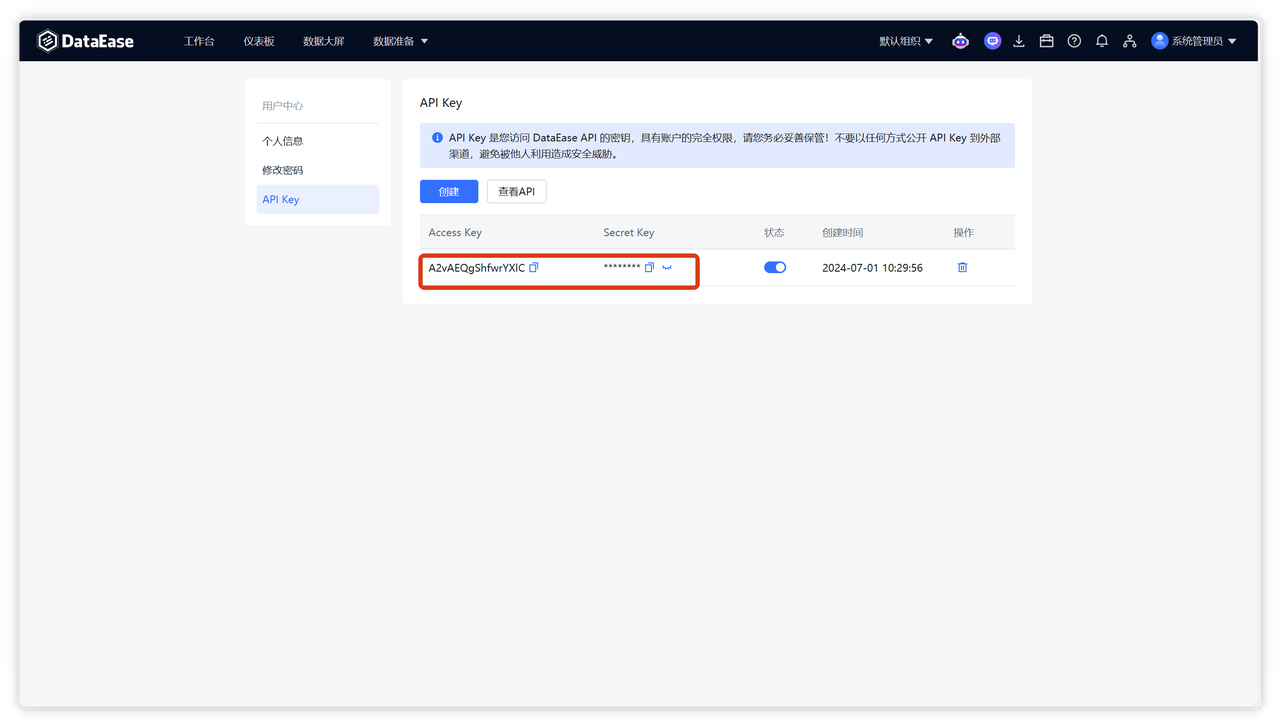 DataEase 工作台 仪表板 数据大屏 数据准备 默认组织 系统管理员
用户中心
个人信息
修改密码
API Key
API Key
API Key 是您访问 DataEase API 的密钥，具有账户的完全权限，请您务必妥善保管！不要以任何方式公开 API Key 到外部
渠道，避免被他人利用造成安全威胁。
创建 查看API
Access Key Secret Key 状态 创建时间 操作
A2vAEQgShfwrYXlC ******** 2024-07-01 10:29:56